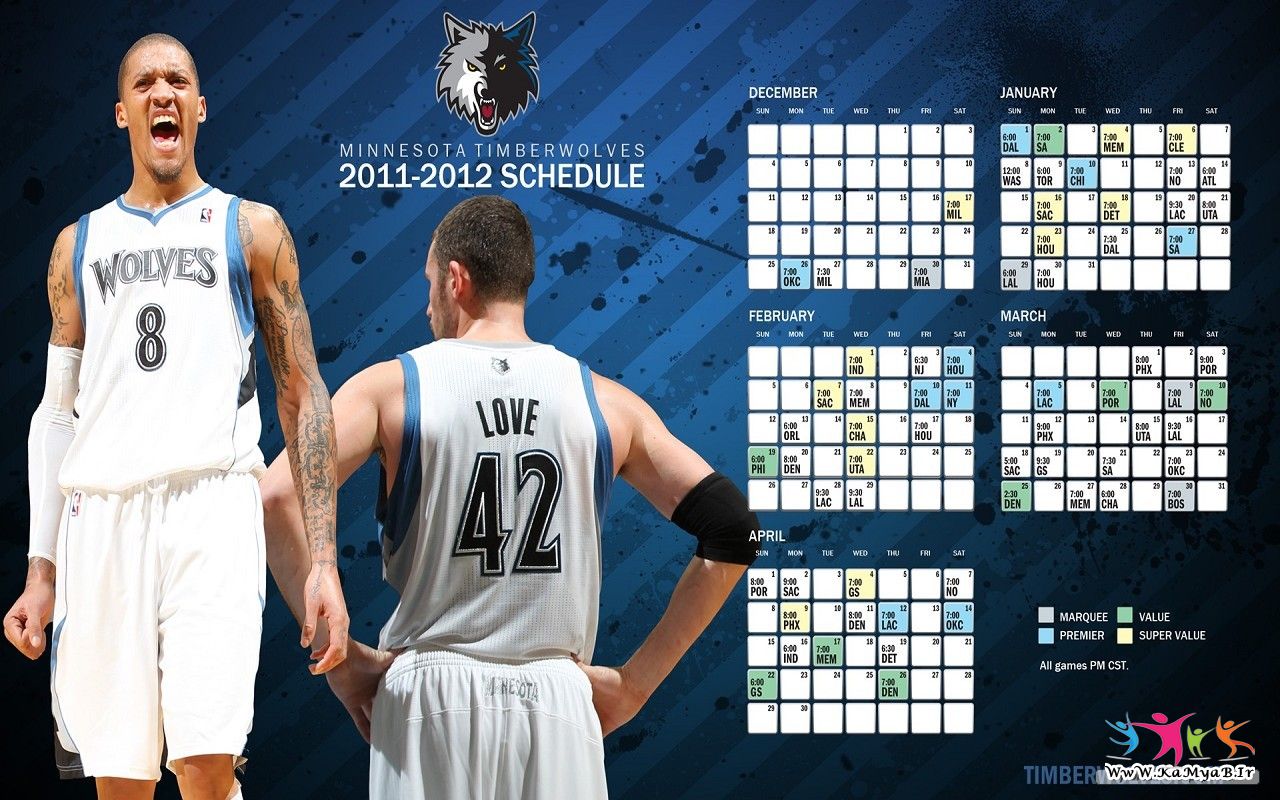 WOLVES
8
MINNESOTA TIMBERWOLVES
2011-2012 SCHEDULE
LOVE
42
MINNESOTA
DECEMBER
SUN MON TUE WED THU FRI SAT
1 2 3
4 5 6 7 8 9 10
11 12 13 14 15 16 17
7:00
MIL
18 19 20 21 22 23 24
25 26 27 28 29 30 31
7:00 7:30 7:00
OKC MIL MIA
JANUARY
SUN MON TUE WED THU FRI SAT
1 2 3 4 5 6 7
6:00 7:00 7:00 7:00
DAL SA MEM CLE
8 9 10 11 12 13 14
12:00 6:00 7:00 7:00 6:00
WAS TOR CHI NO ATL
15 16 17 18 19 20 21
7:00 7:00 9:30 8:00
SAC DET LAC UTA
22 23 24 25 26 27 28
7:00 7:30 7:00
HOU DAL SA
29 30 31
6:00 7:00
LAL HOU
FEBRUARY
SUN MON TUE WED THU FRI SAT
1 2 3 4
7:00 6:30 7:00
IND NJ HOU
5 6 7 8 9 10 11
7:00 7:00 7:00 7:00
SAC MEM DAL NY
12 13 14 15 16 17 18
6:00 7:00 7:00
ORL CHA HOU
19 20 21 22 23 24 25
6:00 8:00 7:00
PHI DEN UTA
26 27 28 29
9:30 9:30
LAC LAL
MARCH
SUN MON TUE WED THU FRI SAT
1 2 3
8:00 9:00
PHX POR
4 5 6 7 8 9 10
7:00 7:00 7:00 7:00
LAC POR LAL NO
11 12 13 14 15 16 17
9:00 8:00 9:30
PHX UTA LAL
18 19 20 21 22 23 24
5:00 9:30 7:30 7:00
SAC GS SA OKC
25 26 27 28 29 30 31
2:30 7:00 6:00 7:00
DEN MEM CHA BOS
APRIL
SUN MON TUE WED THU FRI SAT
1 2 3 4 5 6 7
8:00 9:00 7:00 7:00
POR SAC GS NO
8 9 10 11 12 13 14
8:00 8:00 7:00 7:00
PHX DEN LAC OKC
15 16 17 18 19 20 21
6:00 7:00 6:30
IND MEM DET
22 23 24 25 26 27 28
6:00 7:00
GS DEN
29 30
MARQUEE VALUE
PREMIER SUPER VALUE
All games PM CST.
WwW.KaMyaB.Ir